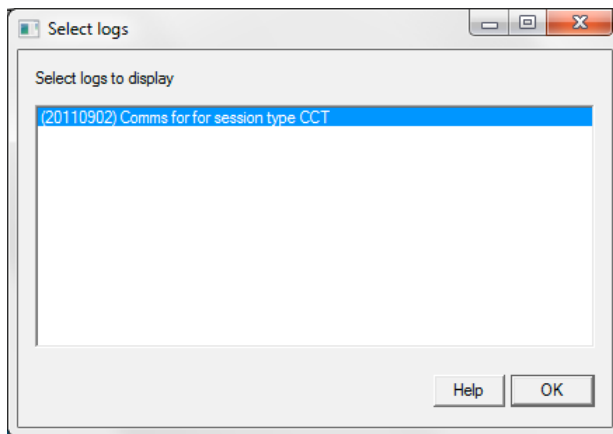 Select logs
Select logs to display
(20110902) Comms for for session type CCT
Help
OK